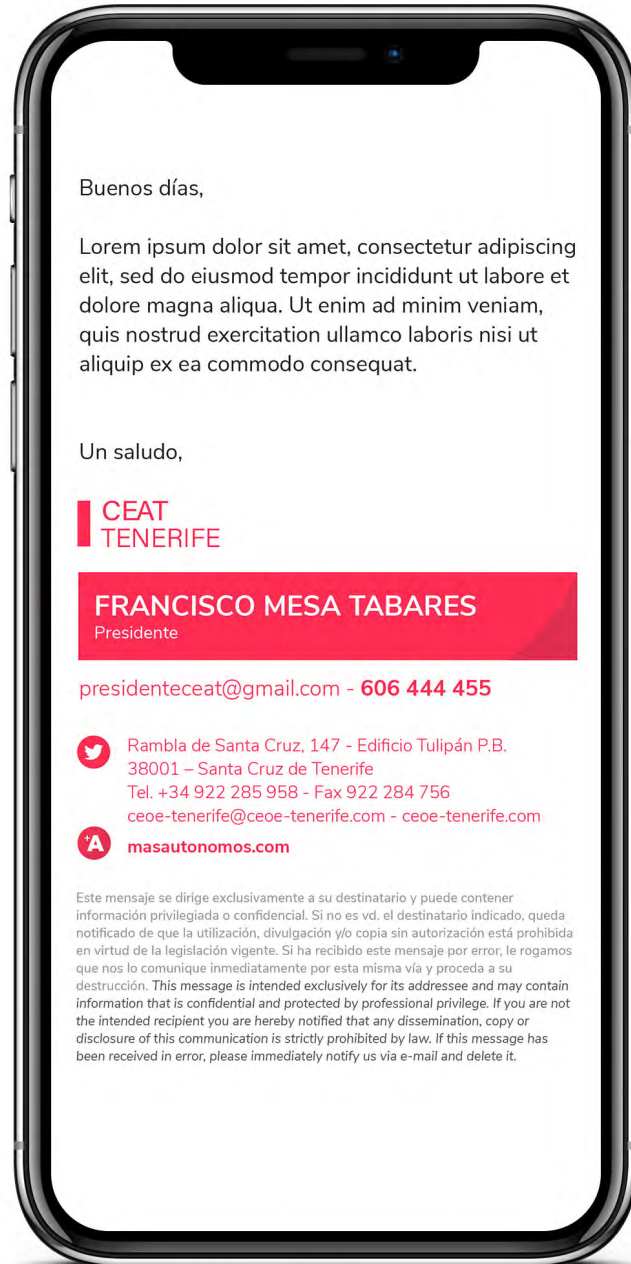 Buenos días,
Lorem ipsum dolor sit amet, consectetur adipiscing
elit, sed do eiusmod tempor incididunt ut labore et
dolore magna aliqua. Ut enim ad minim veniam,
quis nostrud exercitation ullamco laboris nisi ut
aliquip ex ea commodo consequat.
Un saludo,
CEAT
TENERIFE
FRANCISCO MESA TABARES
Presidente
presidenteceat@gmail.com - 606 444 455
Rambla de Santa Cruz, 147 - Edificio Tulipán P.B.
38001 – Santa Cruz de Tenerife
Tel. +34 922 285 958 - Fax 922 284 756
ceoe-tenerife@ceoe-tenerife.com - ceoe-tenerife.com
+A
masautonomos.com
Este mensaje se dirige exclusivamente a su destinatario y puede contener
información privilegiada o confidencial. Si no es vd. el destinatario indicado, queda
notificado de que la utilización, divulgación y/o copia sin autorización está prohibida
en virtud de la legislación vigente. Si ha recibido este mensaje por error, le rogamos
que nos lo comunique inmediatamente por esta misma vía y proceda a su
destrucción. This message is intended exclusively for its addressee and may contain
information that is confidential and protected by professional privilege. If you are not
the intended recipient you are hereby notified that any dissemination, copy or
disclosure of this communication is strictly prohibited by law. If this message has
been received in error, please immediately notify us via e-mail and delete it.